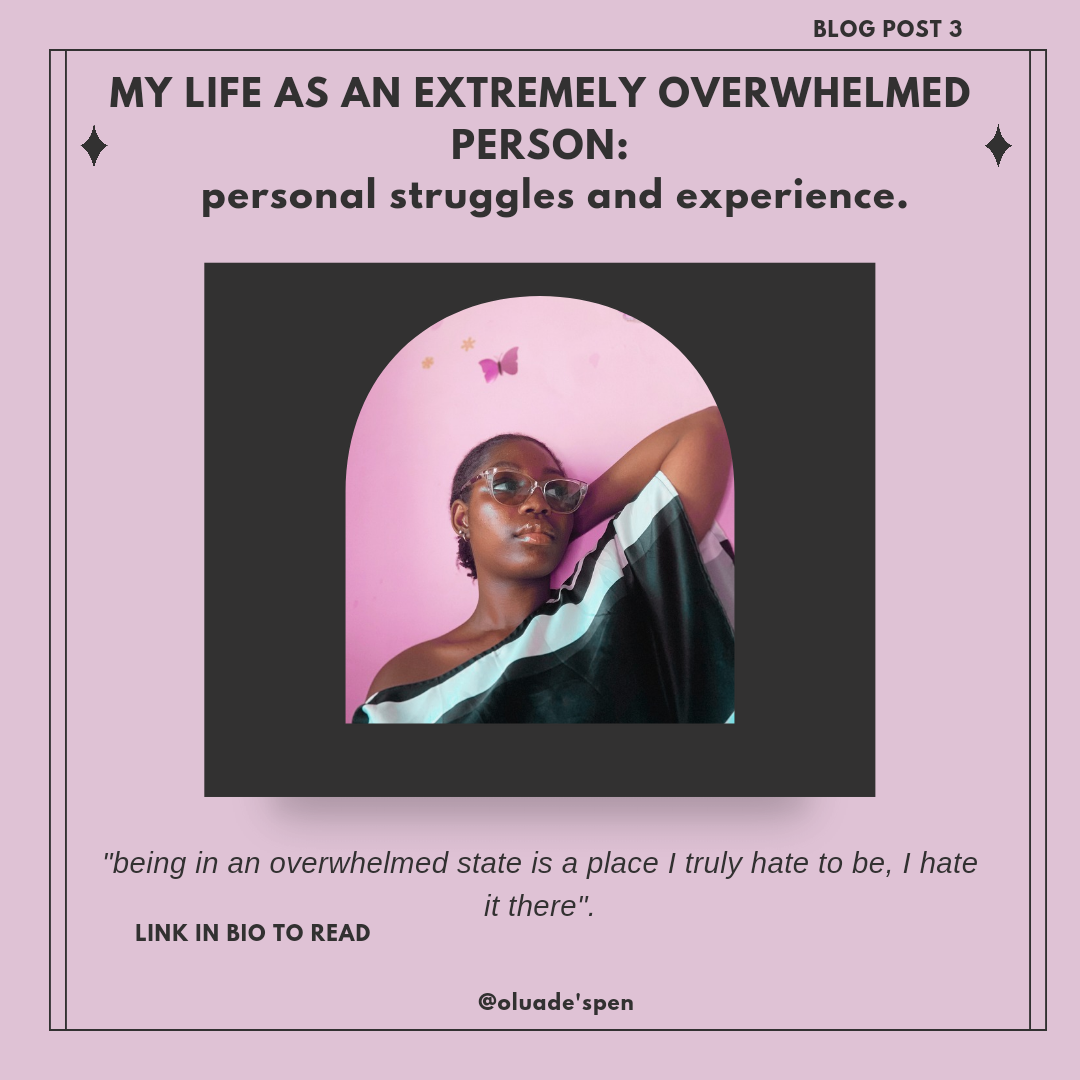 BLOG POST 3
MY LIFE AS AN EXTREMELY OVERWHELMED
PERSON:
personal struggles and experience.
"being in an overwhelmed state is a place I truly hate to be, I hate
it there".
LINK IN BIO TO READ
@oluade'spen